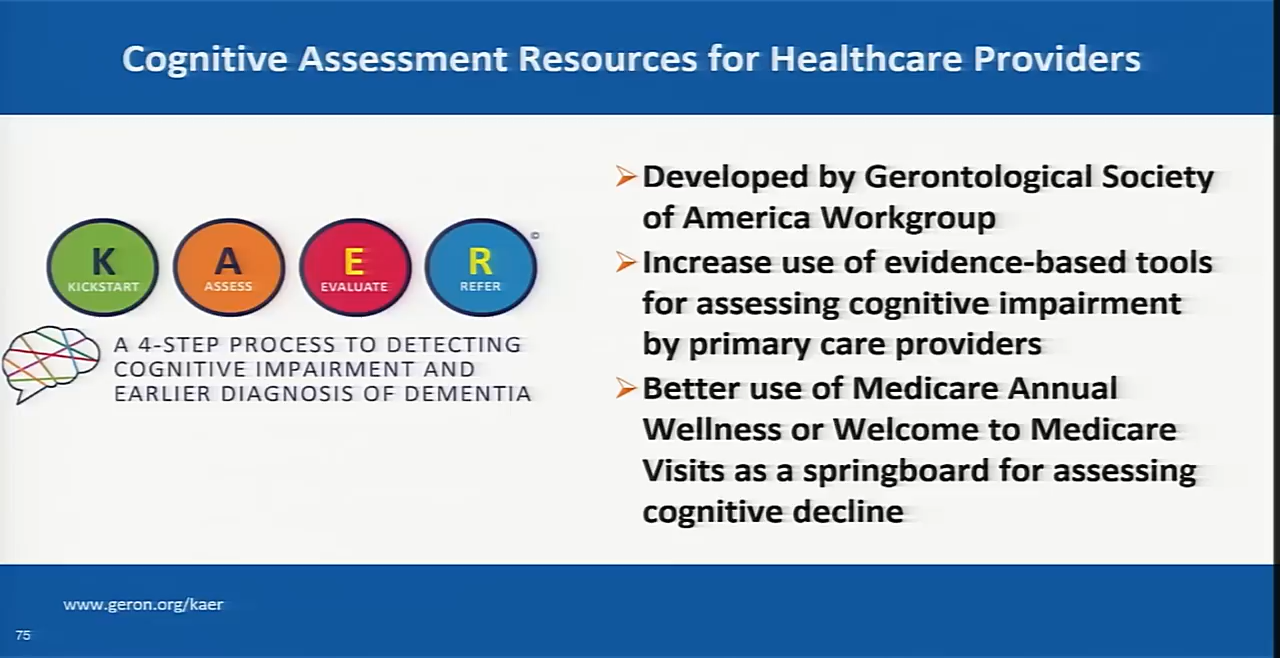 Cognitive Assessment Resources for Healthcare Providers
K
KICKSTART
A
ASSESS
E
EVALUATE
R
REFER
©
A 4-STEP PROCESS TO DETECTING
COGNITIVE IMPAIRMENT AND
EARLIER DIAGNOSIS OF DEMENTIA
Developed by Gerontological Society
of America Workgroup
Increase use of evidence-based tools
for assessing cognitive impairment
by primary care providers
Better use of Medicare Annual
Wellness or Welcome to Medicare
Visits as a springboard for assessing
cognitive decline
www.geron.org/kaer
75